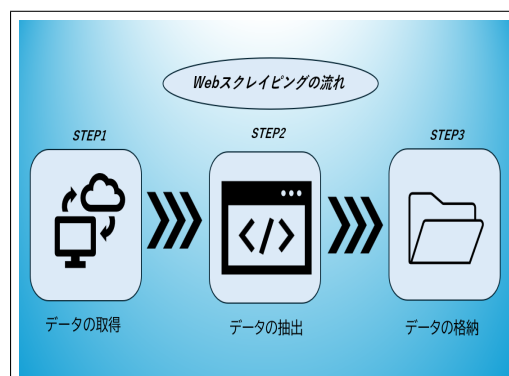 Webスクレイピングの流れ
STEP1
STEP2
STEP3
</>
データの取得
データの抽出
データの格納